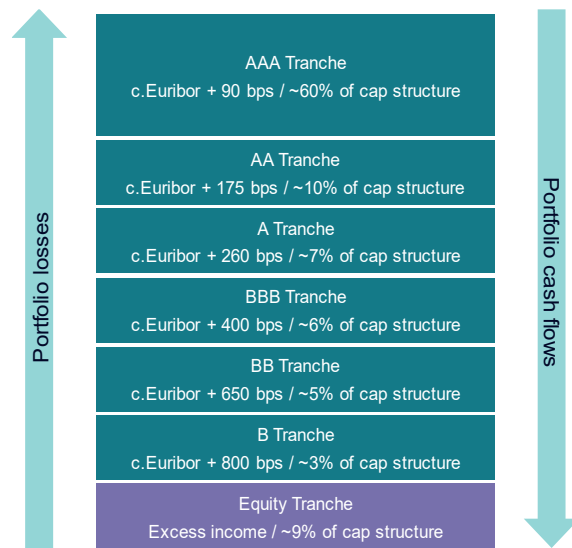 Portfolio losses
AAA Tranche
c.Euribor + 90 bps / ~60% of cap structure
AA Tranche
c.Euribor + 175 bps / ~10% of cap structure
A Tranche
c.Euribor + 260 bps / ~7% of cap structure
BBB Tranche
c.Euribor + 400 bps / ~6% of cap structure
BB Tranche
c.Euribor + 650 bps / ~5% of cap structure
B Tranche
c.Euribor + 800 bps / ~3% of cap structure
Equity Tranche
Excess income / ~9% of cap structure
Portfolio cash flows